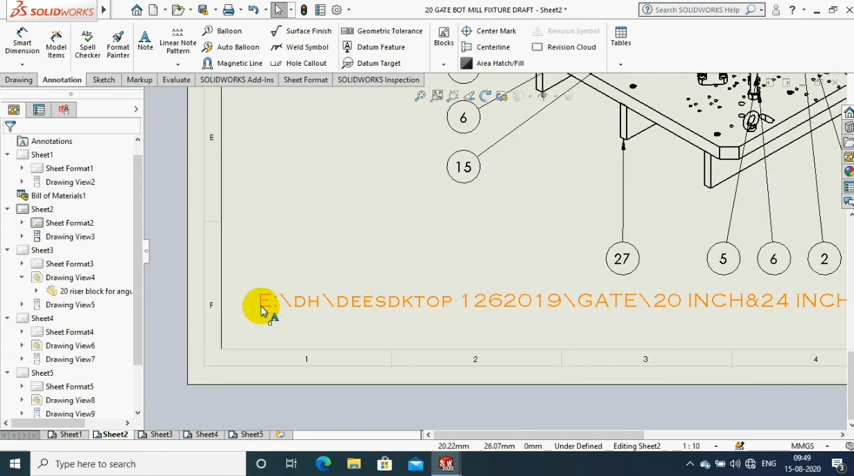 SOLIDWORKS
20 GATE BOT MILL FIXTURE DRAFT - Sheet2 *
Search SOLIDWORKS Help
Smart Dimension
Model Items
Spell Checker
Format Painter
Note
Linear Note Pattern
Balloon
Auto Balloon
Magnetic Line
Surface Finish
Weld Symbol
Hole Callout
Geometric Tolerance
Datum Feature
Datum Target
Blocks
Center Mark
Centerline
Area Hatch/Fill
Revision Symbol
Revision Cloud
Tables
Drawing
Annotation
Sketch
Markup
Evaluate
SOLIDWORKS Add-Ins
Sheet Format
SOLIDWORKS Inspection
Annotations
Sheet1
Sheet Format1
Drawing View2
Bill of Materials1
Sheet2
Sheet Format2
Drawing View3
Sheet3
Sheet Format3
Drawing View4
20 riser block for angu
Drawing View5
Sheet4
Sheet Format4
Drawing View6
Drawing View7
Sheet5
Sheet Format5
Drawing View8
Drawing View9
E
6
15
27
5
6
2
F
E:\DH\DEESDKTOP 1262019\GATE\20 INCH&24 INCH
1
2
3
4
Sheet1
Sheet2
Sheet3
Sheet4
Sheet5
20.22mm
26.07mm
0mm
Under Defined
Editing Sheet2
1 : 10
MMGS
Type here to search
ENG
09:49
15-08-2020